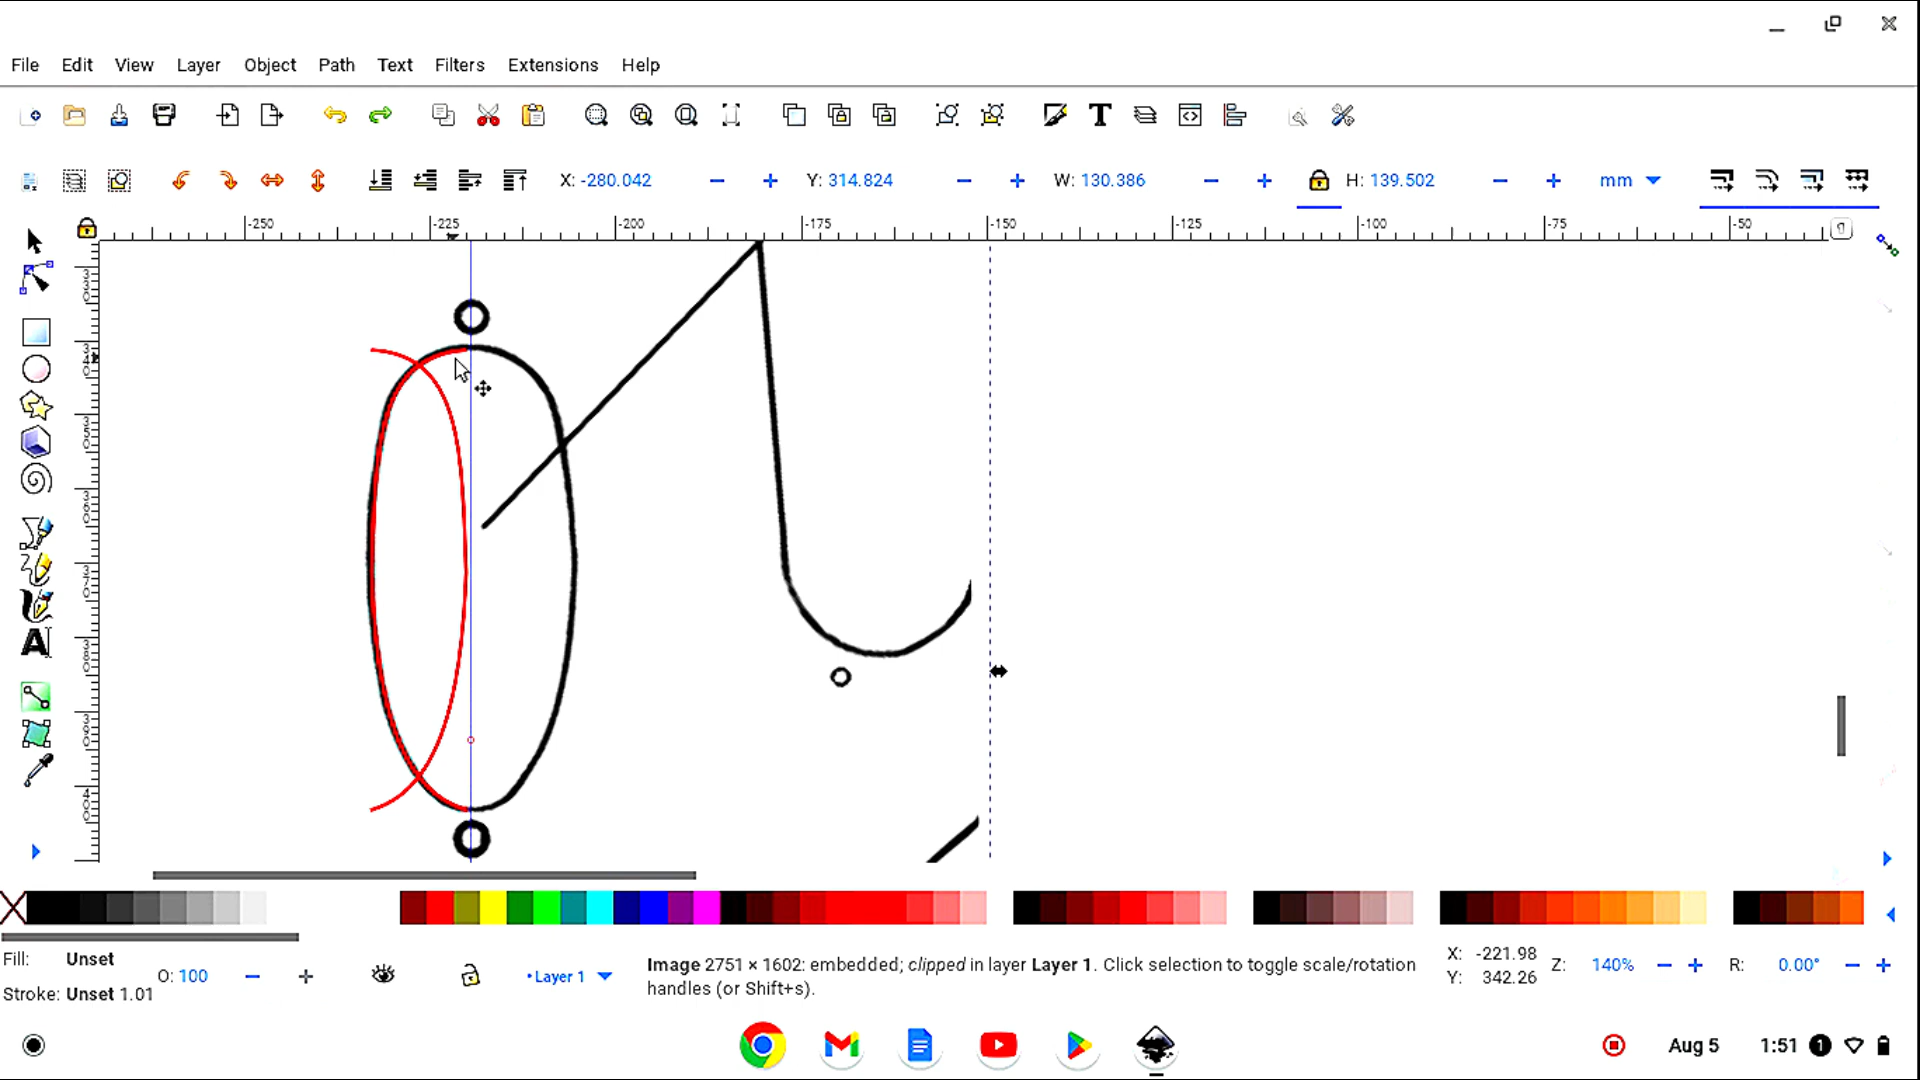 File Edit View Layer Object Path Text Filters Extensions Help
X: -280.042 Y: 314.824 W: 130.386 H: 139.502 mm
-250 -225 -200 -175 -150 -125 -100 -75 -50
Fill: Unset
Stroke: Unset 1.01
O: 100
•Layer 1
Image 2751 × 1602: embedded; clipped in layer Layer 1. Click selection to toggle scale/rotation
handles (or Shift+s).
X: -221.98
Y: 342.26
Z: 140%
R: 0.00°
Aug 5 1:51 1